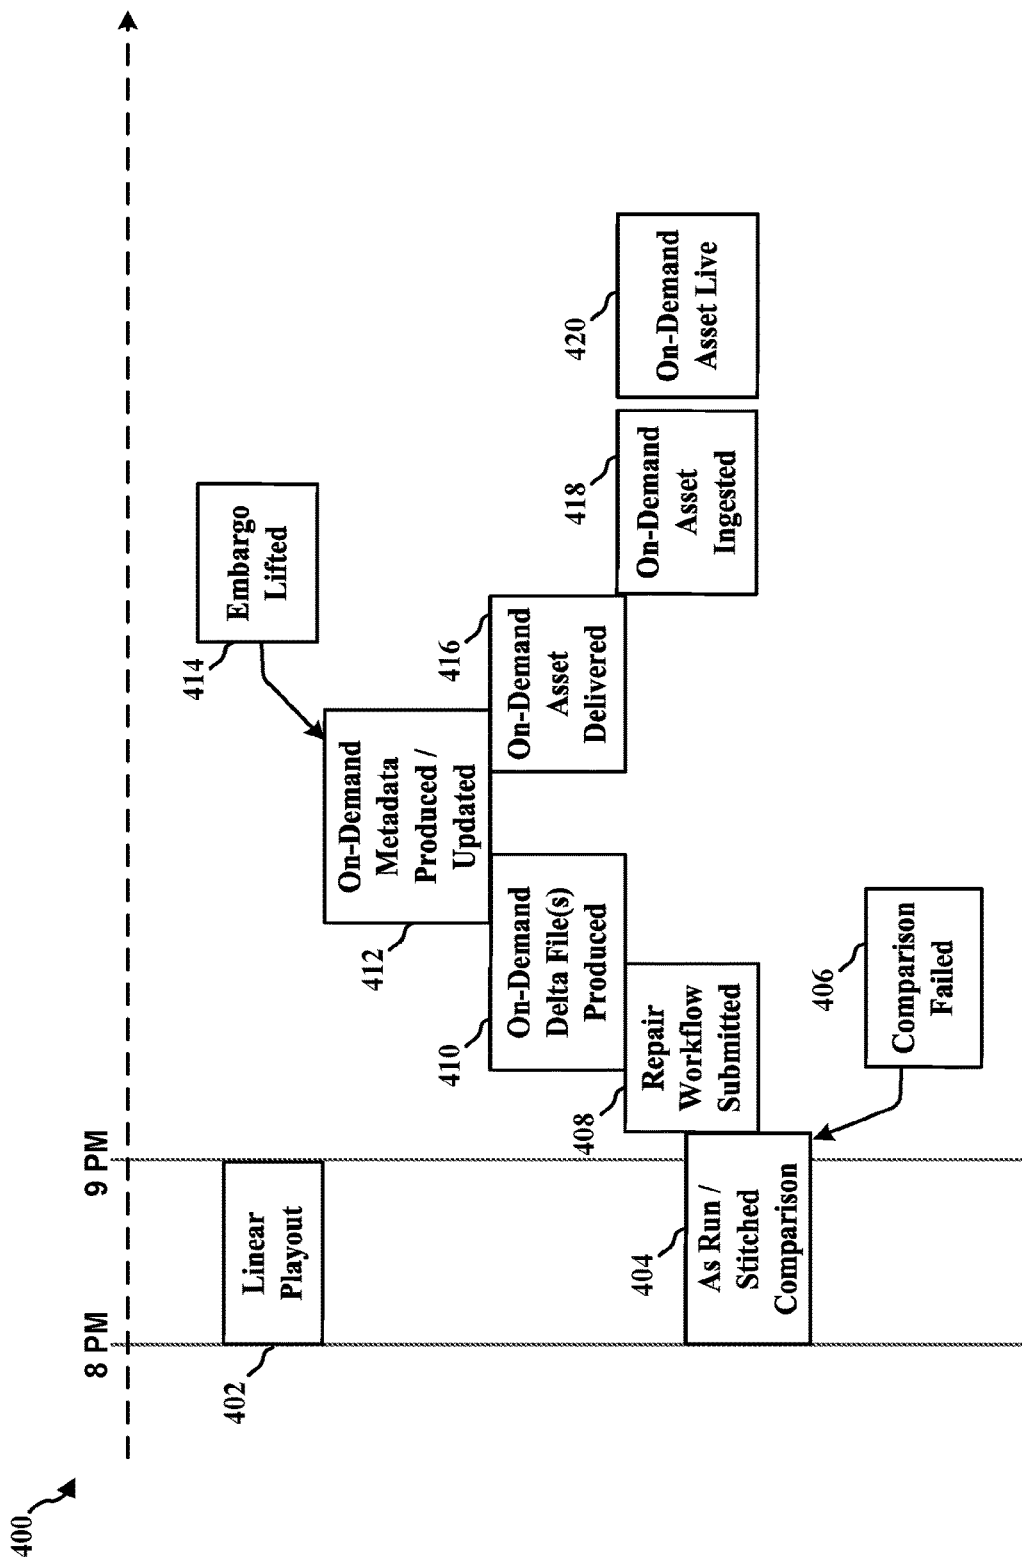 400
8 PM
9 PM
402
Linear
Playout
404
As Run /
Stitched
Comparison
406
Comparison
Failed
408
Repair
Workflow
Submitted
410
On-Demand
Delta File(s)
Produced
412
On-Demand
Metadata
Produced /
Updated
414
Embargo
Lifted
416
On-Demand
Asset
Delivered
418
On-Demand
Asset
Ingested
420
On-Demand
Asset Live